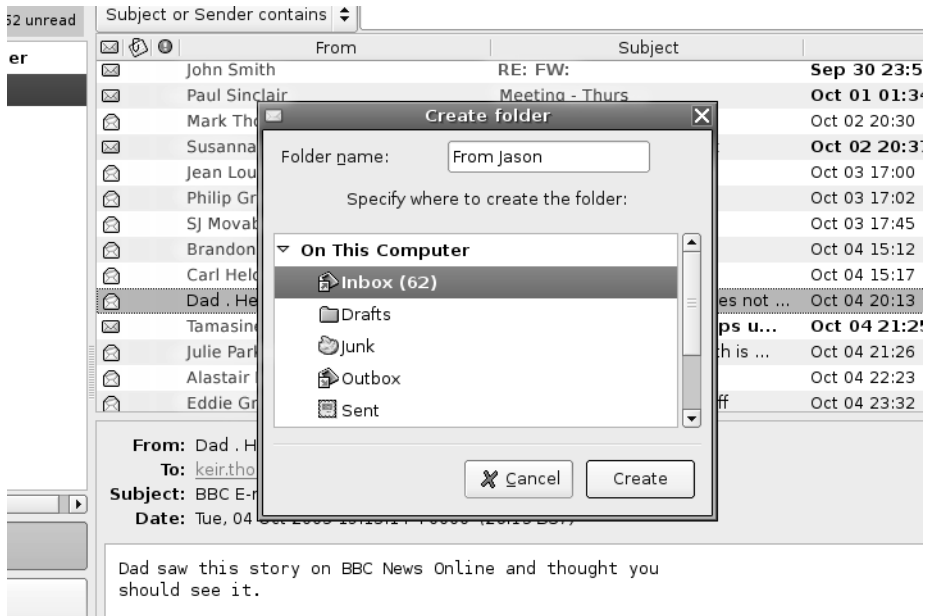 52 unread
Subject or Sender contains
er
From Subject
John Smith RE: FW: Sep 30 23:5
Paul Sinclair Meeting - Thurs Oct 01 01:34
Create folder
Mark Tho Oct 02 20:30
Folder name: From Jason
Susanna Oct 02 20:37
Jean Lou Oct 03 17:00
Specify where to create the folder:
Philip Gr Oct 03 17:02
SJ Movab Oct 03 17:45
On This Computer
Brandon Oct 04 15:12
Carl Held Oct 04 15:17
Inbox (62)
Dad . He es not ... Oct 04 20:13
Drafts
Tamasine ps u... Oct 04 21:25
Junk
Julie Park th is ... Oct 04 21:26
Outbox
Alastair Oct 04 22:23
Sent
Eddie Gr ff Oct 04 23:32
From: Dad . H
To: keir.tho
Cancel Create
Subject: BBC E-
Date: Tue, 04
Dad saw this story on BBC News Online and thought you
should see it.